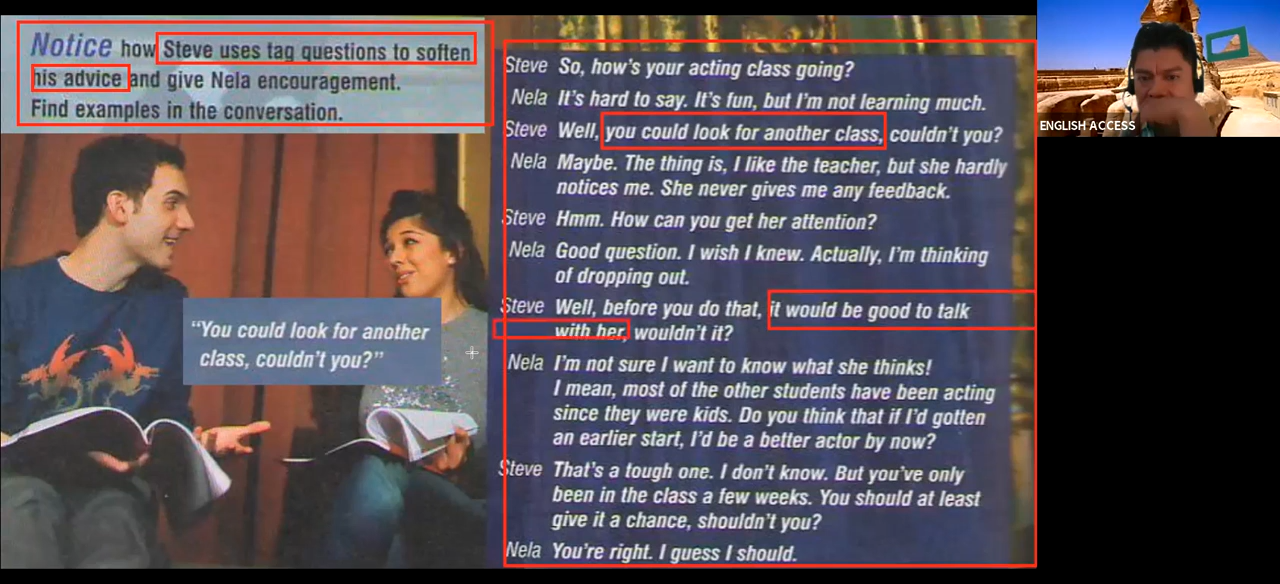 Notice how Steve uses tag questions to soften
his advice and give Nela encouragement.
Find examples in the conversation.
"You could look for another
class, couldn't you?"
Steve So, how's your acting class going?
Nela It's hard to say. It's fun, but I'm not learning much.
Steve Well, you could look for another class, couldn't you?
Nela Maybe. The thing is, I like the teacher, but she hardly
notices me. She never gives me any feedback.
Steve Hmm. How can you get her attention?
Nela Good question. I wish I knew. Actually, I'm thinking
of dropping out.
Steve Well, before you do that, it would be good to talk
with her, wouldn't it?
Nela I'm not sure I want to know what she thinks!
I mean, most of the other students have been acting
since they were kids. Do you think that if I'd gotten
an earlier start, I'd be a better actor by now?
Steve That's a tough one. I don't know. But you've only
been in the class a few weeks. You should at least
give it a chance, shouldn't you?
Nela You're right. I guess I should.
ENGLISH ACCESS